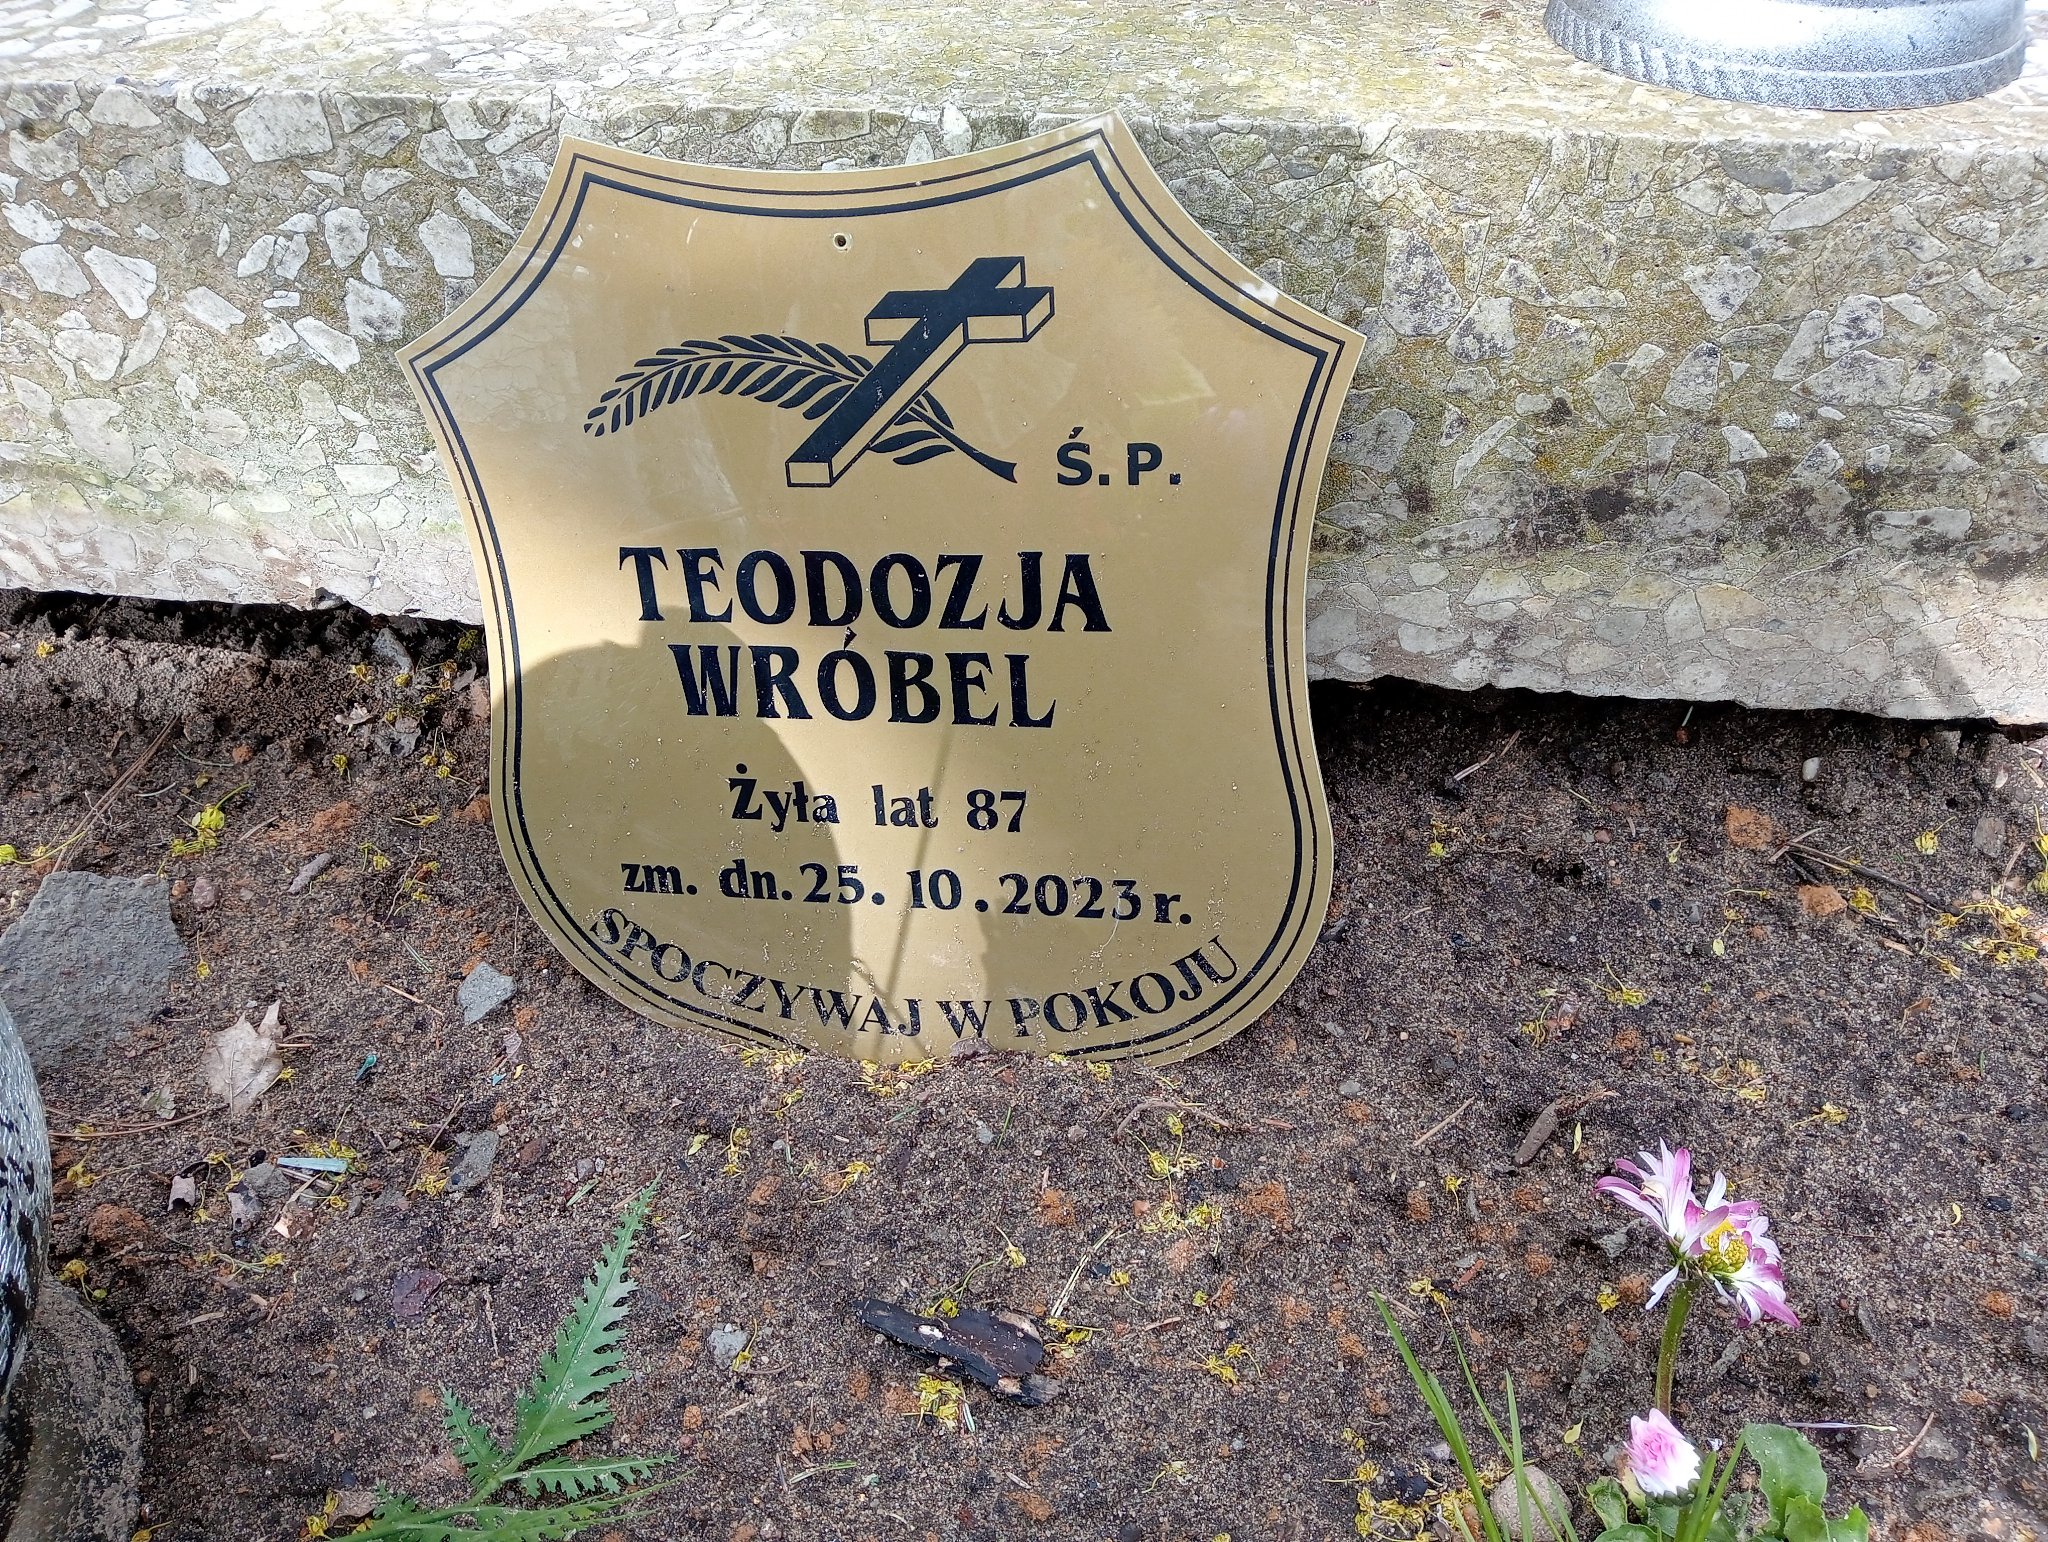 Ś. P.
TEODOZJA
WRÓBEL
Żyła lat 87
zm. dn. 25. 10. 2023 r.
SPOCZYWAJ W POKOJU